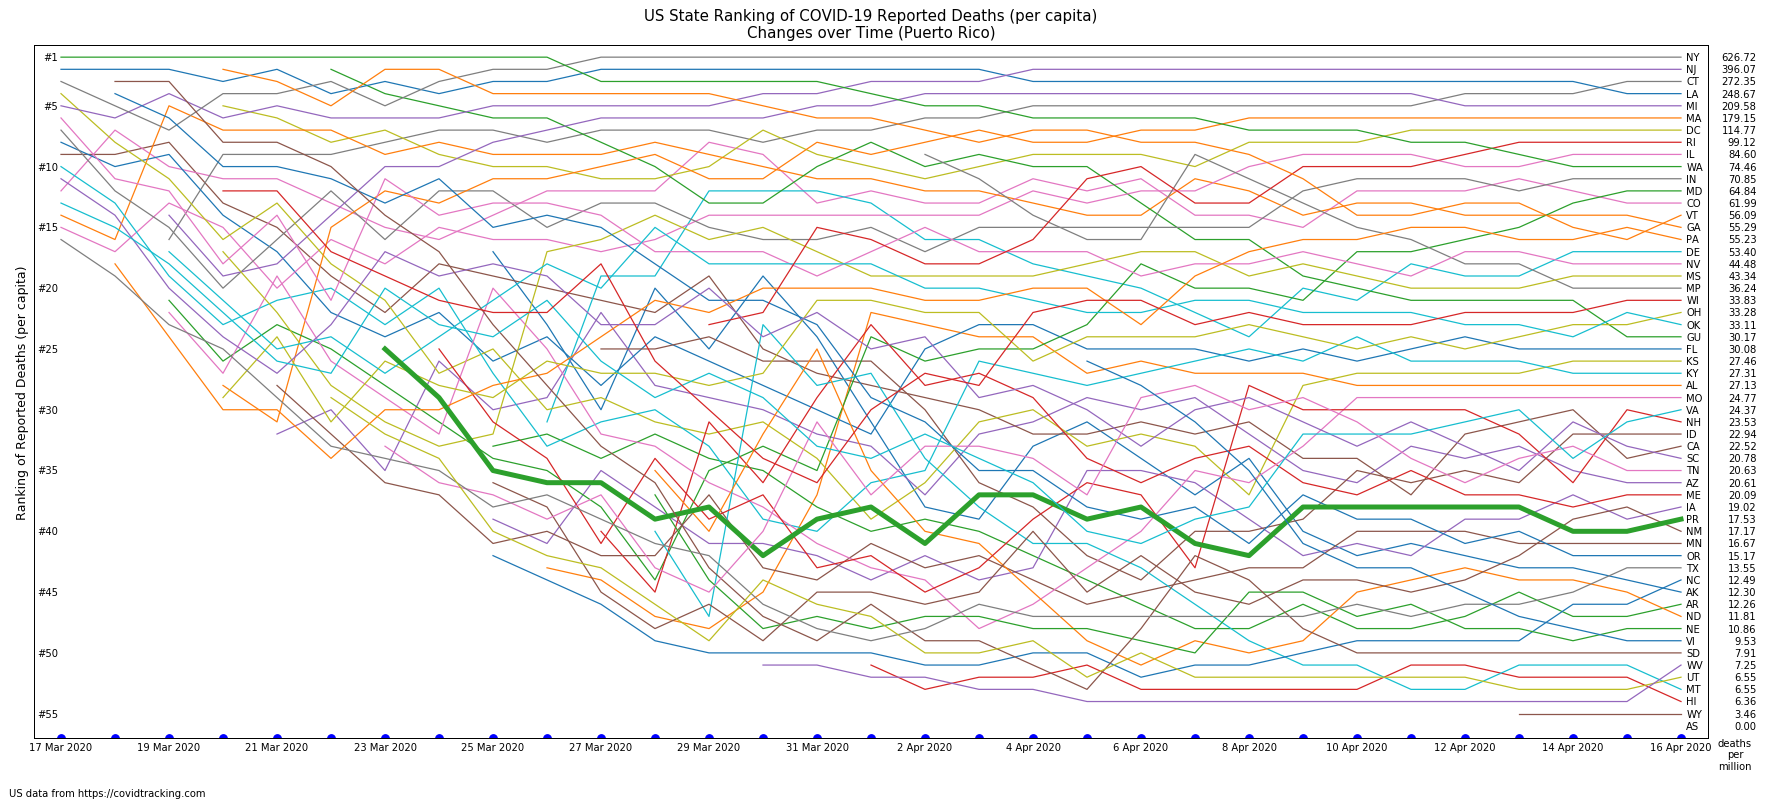 US State Ranking of COVID-19 Reported Deaths (per capita)
Changes over Time (Puerto Rico)
Ranking of Reported Deaths (per capita)
#1
#5
#10
#15
#20
#25
#30
#35
#40
#45
#50
#55
NY 626.72
NJ 396.07
CT 272.35
LA 248.67
MI 209.58
MA 179.15
DC 114.77
RI 99.12
IL 84.60
WA 74.46
IN 70.85
MD 64.84
CO 61.99
VT 56.09
GA 55.29
PA 55.23
DE 53.40
NV 44.48
MS 43.34
MP 36.24
WI 33.83
OH 33.28
OK 33.11
GU 30.17
FL 30.08
KS 27.46
KY 27.31
AL 27.13
MO 24.77
VA 24.37
NH 23.53
ID 22.94
CA 22.52
SC 20.78
TN 20.63
AZ 20.61
ME 20.09
IA 19.02
PR 17.53
NM 17.17
MN 16.67
OR 15.17
TX 13.55
NC 12.49
AK 12.30
AR 12.26
ND 11.81
NE 10.86
VI 9.53
SD 7.91
WV 7.25
UT 6.55
MT 6.55
HI 6.36
WY 3.46
AS 0.00
17 Mar 2020 19 Mar 2020 21 Mar 2020 23 Mar 2020 25 Mar 2020 27 Mar 2020 29 Mar 2020 31 Mar 2020 2 Apr 2020 4 Apr 2020 6 Apr 2020 8 Apr 2020 10 Apr 2020 12 Apr 2020 14 Apr 2020 16 Apr 2020
deaths
per
million
US data from https://covidtracking.com